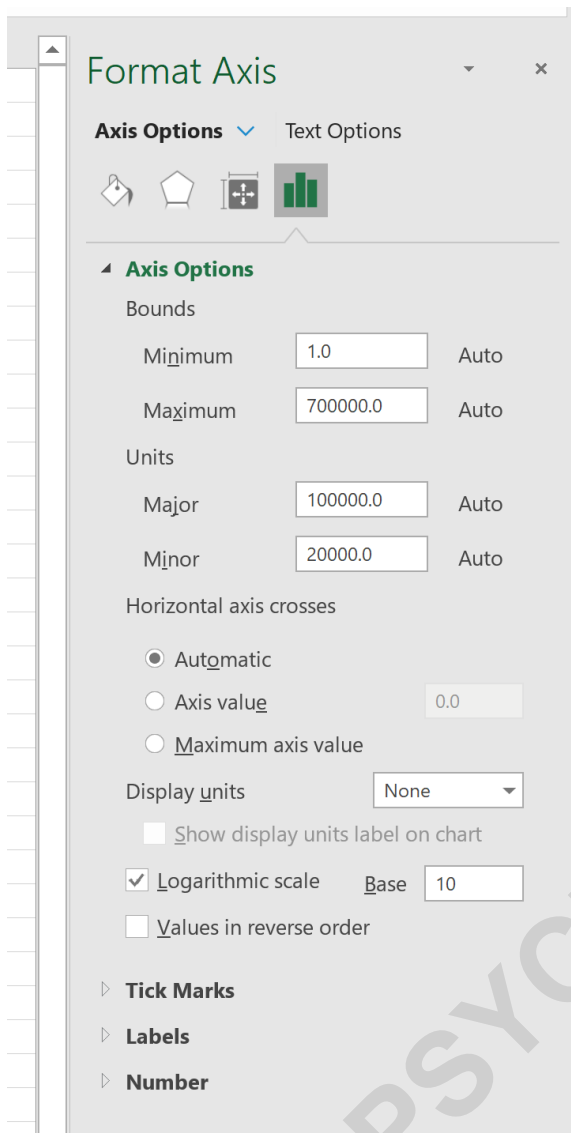 Format Axis
Axis Options Text Options
Axis Options
Bounds
Minimum 1.0 Auto
Maximum 700000.0 Auto
Units
Major 100000.0 Auto
Minor 20000.0 Auto
Horizontal axis crosses
Automatic
Axis value 0.0
Maximum axis value
Display units None
Show display units label on chart
Logarithmic scale Base 10
Values in reverse order
Tick Marks
Labels
Number